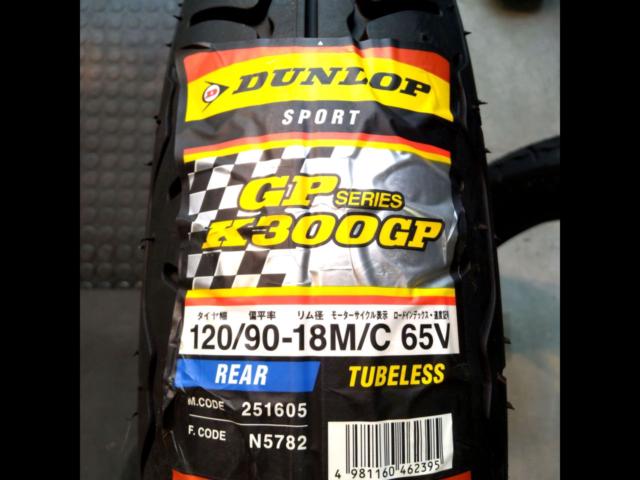 D DUNLOP
SPORT
GP SERIES
K300GP
タイヤ幅 偏平率 リム径 モーターサイクル表示 ロードインデックス・速度記号
120/90-18M/C 65V
REAR TUBELESS
M.CODE 251605
F. CODE N5782
4 981160 462395